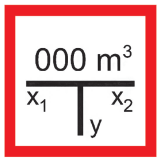 000 m³
x₁ x₂
y